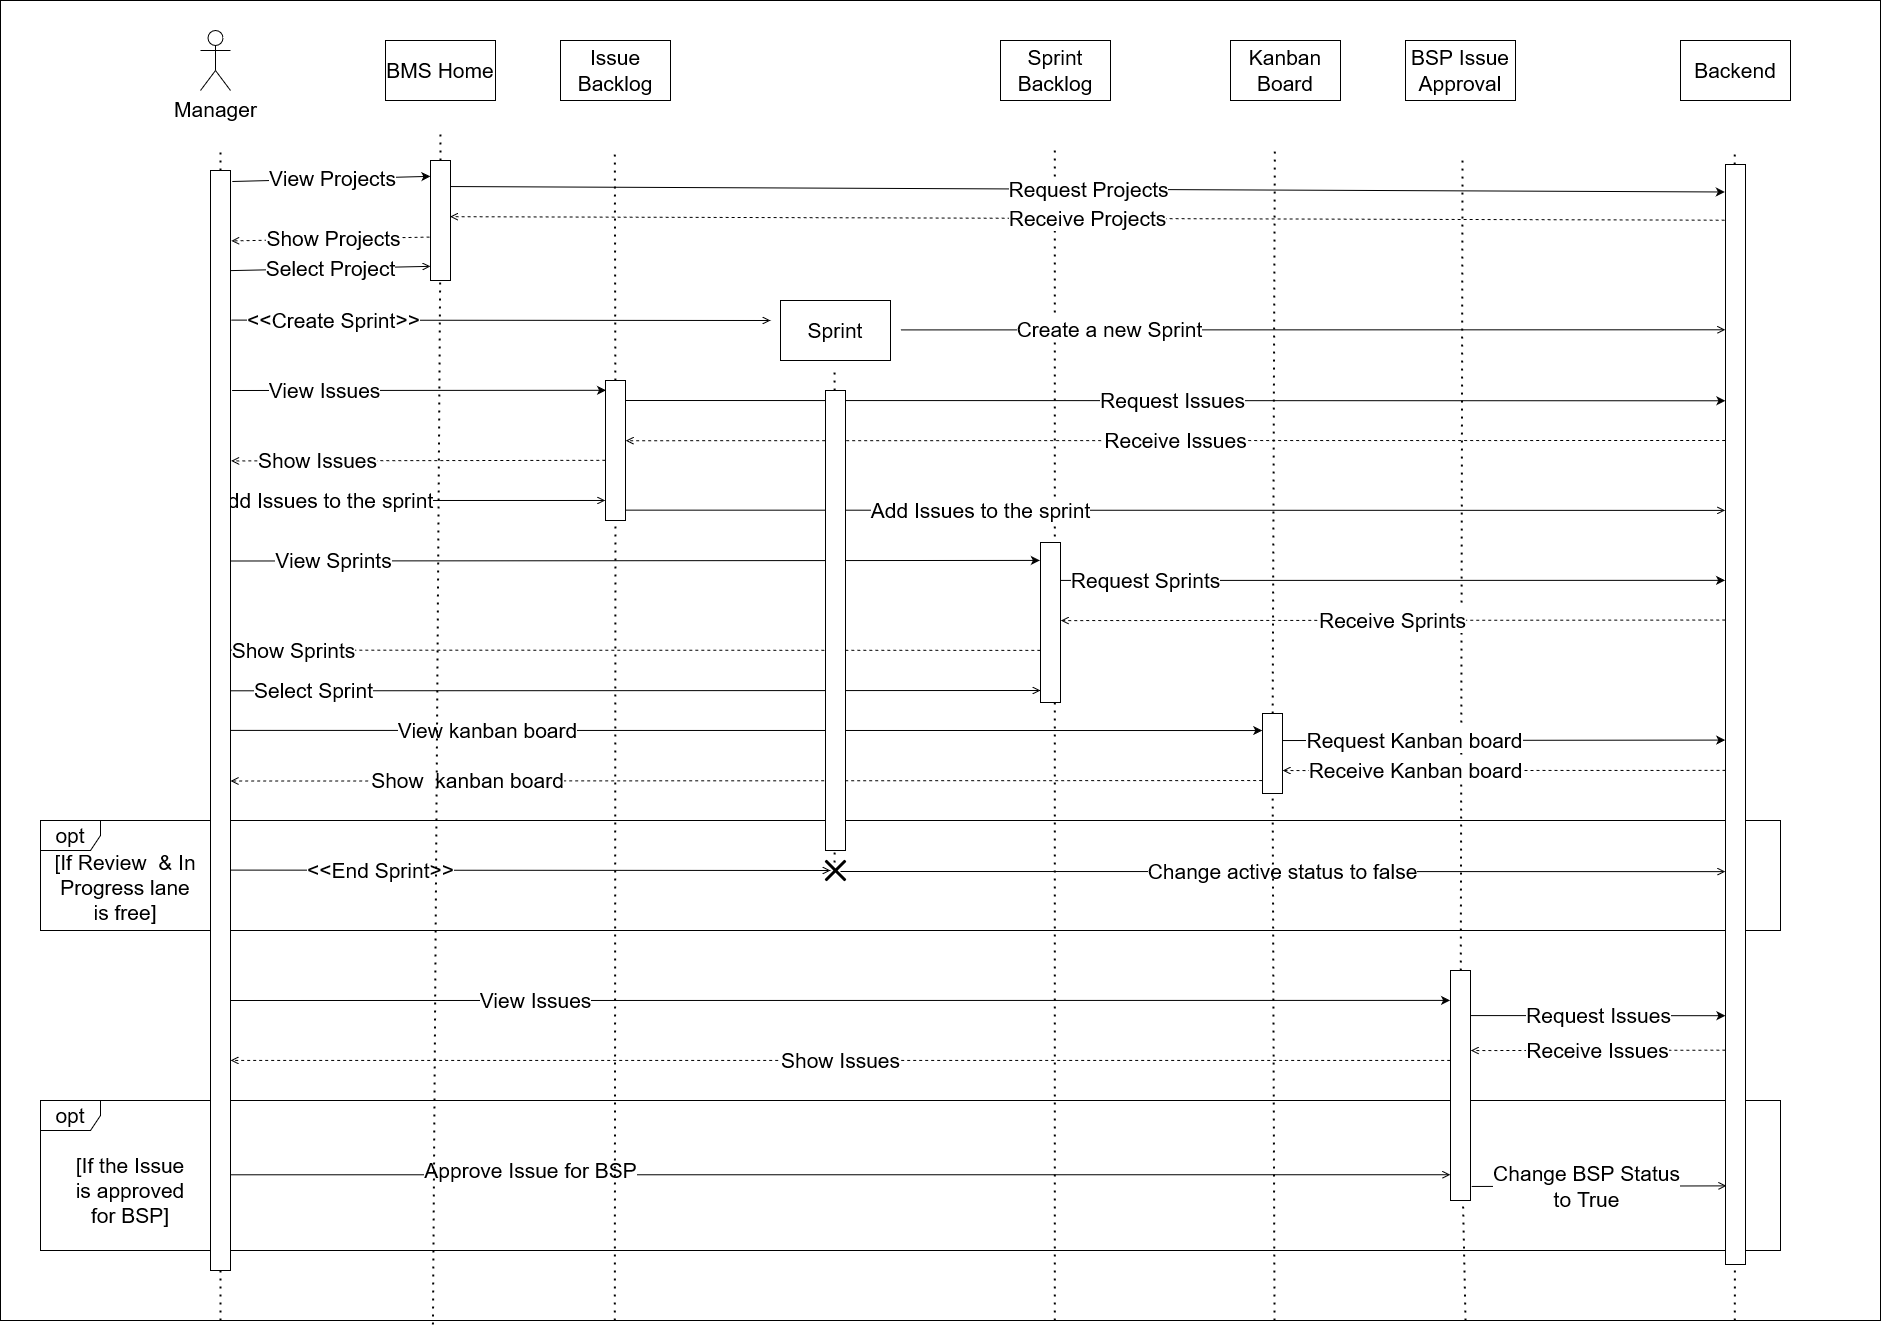 Manager
BMS Home
Issue
Backlog
Sprint
Backlog
Kanban
Board
BSP Issue
Approval
Backend
View Projects
Request Projects
Receive Projects
Show Projects
Select Project
<<Create Sprint>>
Sprint
Create a new Sprint
View Issues
Request Issues
Receive Issues
Show Issues
dd Issues to the sprint
Add Issues to the sprint
View Sprints
Request Sprints
Receive Sprints
Show Sprints
Select Sprint
View kanban board
Request Kanban board
Receive Kanban board
Show  kanban board
opt
[If Review  & In
Progress lane
is free]
<<End Sprint>>
Change active status to false
View Issues
Request Issues
Receive Issues
Show Issues
opt
[If the Issue
is approved
for BSP]
Approve Issue for BSP
Change BSP Status
to True